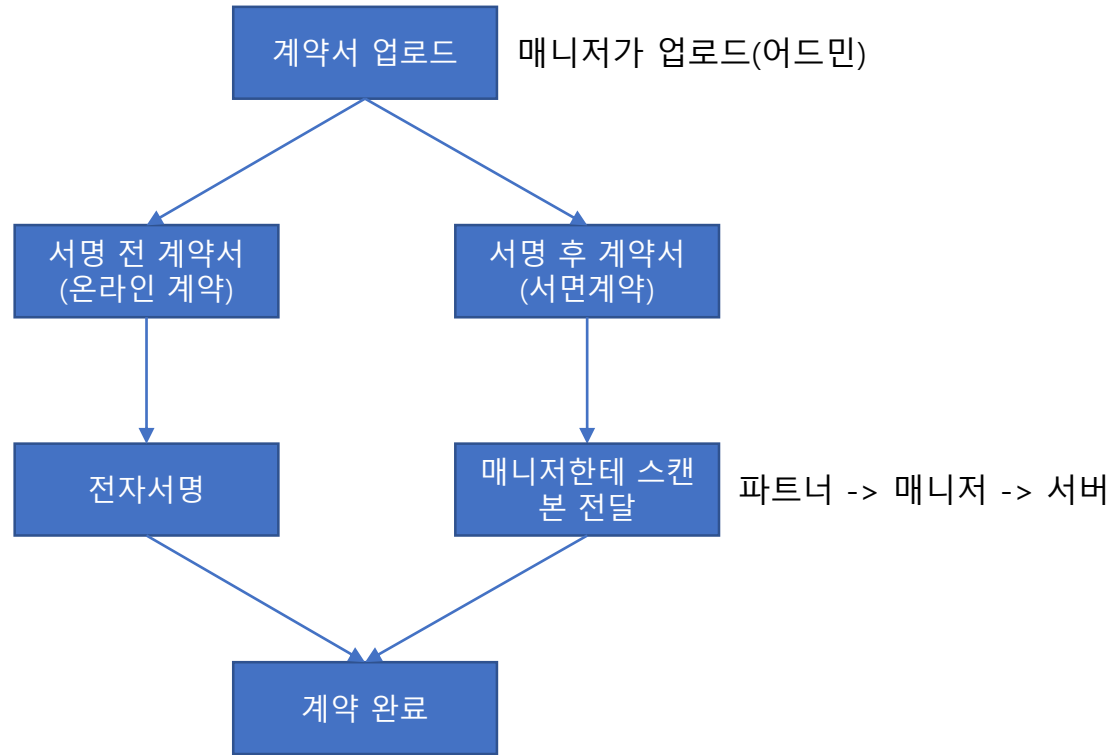 계약서 업로드
매니저가 업로드(어드민)
서명 전 계약서
(온라인 계약)
서명 후 계약서
(서면계약)
전자서명
매니저한테 스캔
본 전달
파트너 -> 매니저 -> 서버
계약 완료